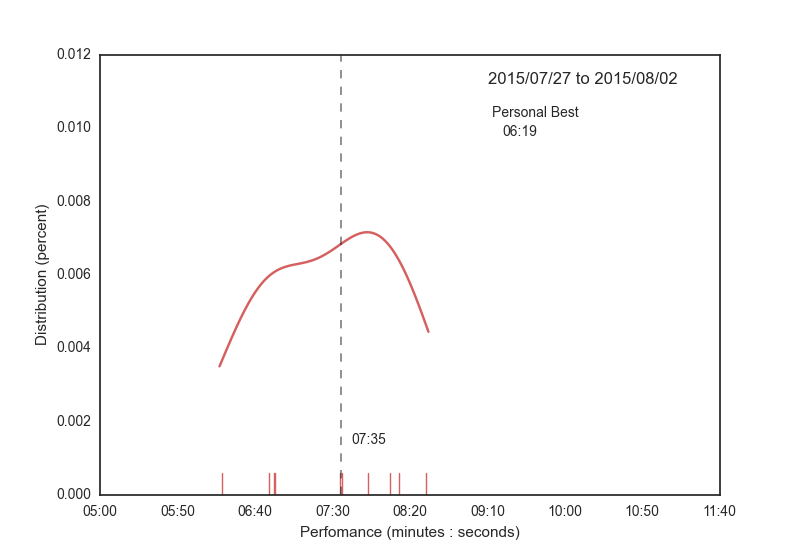 2015/07/27 to 2015/08/02
Personal Best
06:19
07:35
Distribution (percent)
0.012
0.010
0.008
0.006
0.004
0.002
0.000
05:00 05:50 06:40 07:30 08:20 09:10 10:00 10:50 11:40
Perfomance (minutes : seconds)